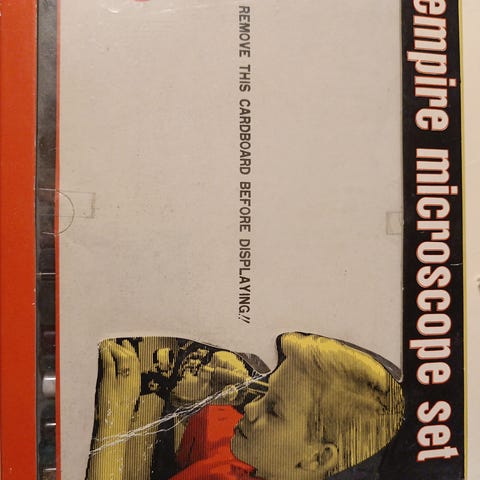 empire microscope set
REMOVE THIS CARDBOARD BEFORE DISPLAYING!!